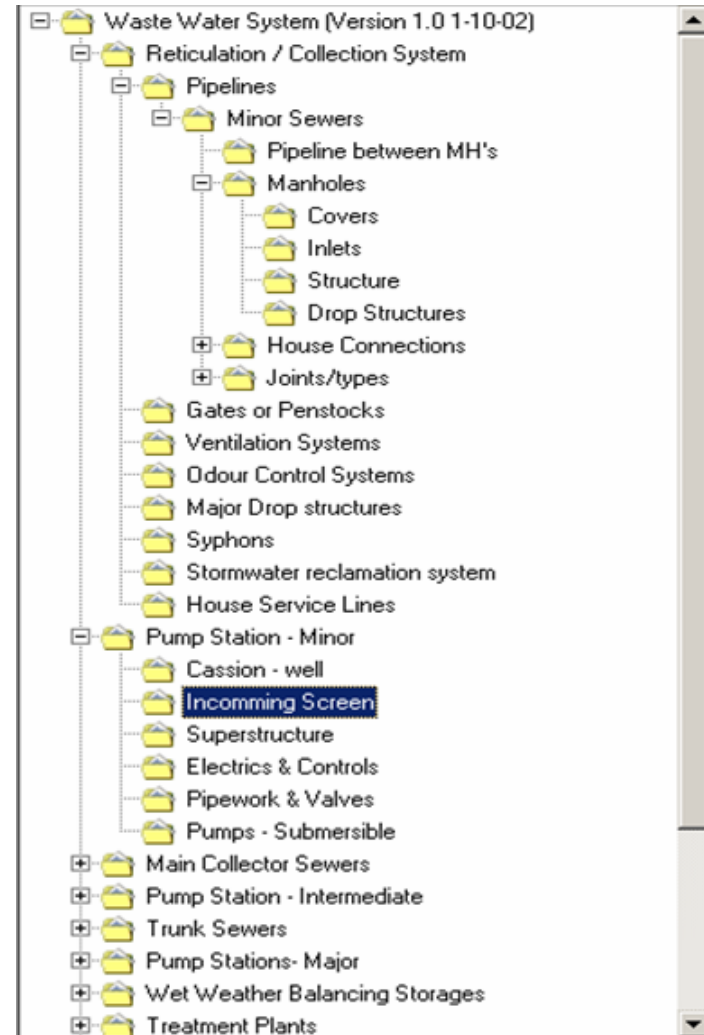 Waste Water System (Version 1.0 1-10-02)
Reticulation / Collection System
Pipelines
Minor Sewers
Pipeline between MH's
Manholes
Covers
Inlets
Structure
Drop Structures
House Connections
Joints/types
Gates or Penstocks
Ventilation Systems
Odour Control Systems
Major Drop structures
Syphons
Stormwater reclamation system
House Service Lines
Pump Station - Minor
Cassion - well
Incomming Screen
Superstructure
Electrics & Controls
Pipework & Valves
Pumps - Submersible
Main Collector Sewers
Pump Station - Intermediate
Trunk Sewers
Pump Stations- Major
Wet Weather Balancing Storages
Treatment Plants